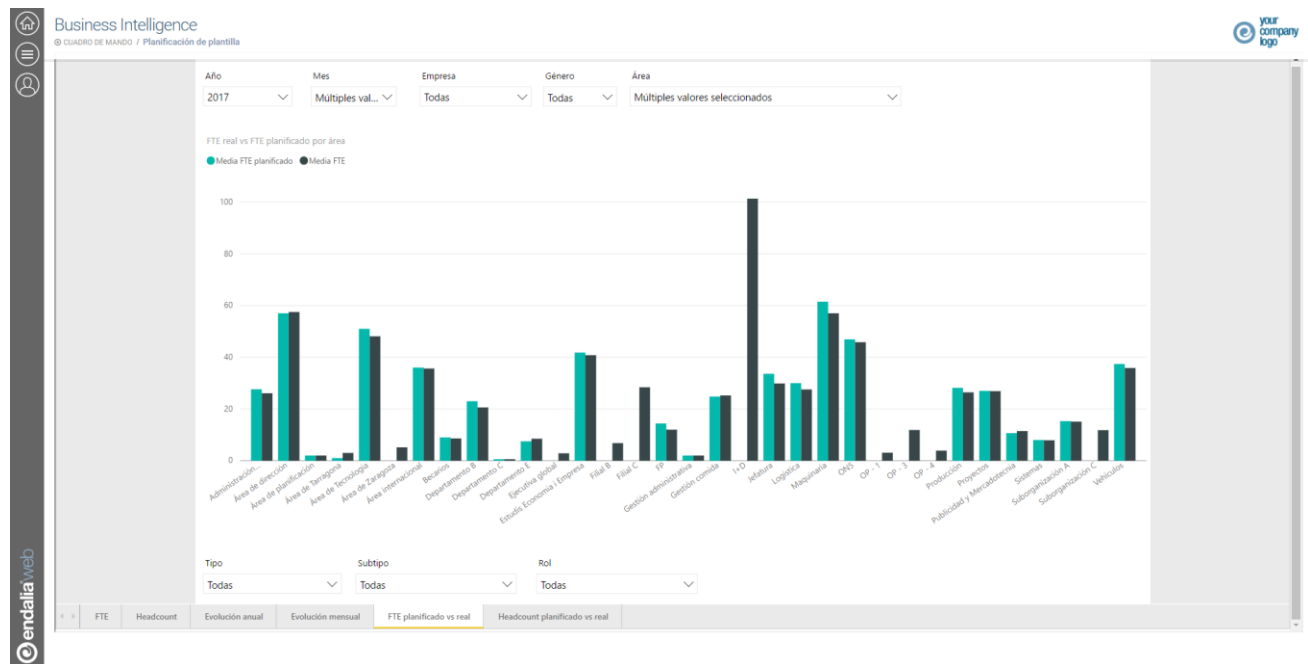 Business Intelligence
CUADRO DE MANDO / Planificación de plantilla
your
company
logo
Año
Mes
Empresa
Género
Área
2017
Múltiples val...
Todas
Todas
Múltiples valores seleccionados
FTE real vs FTE planificado por área
Media FTE planificado
Media FTE
100
80
60
40
20
0
Administración...
Área de dirección
Área de planificación
Área de Tarragona
Área de Tecnología
Área de Zaragoza
Área internacional
Becarios
Departamento B
Departamento C
Departamento E
Ejecutiva global
Estudis Economia i Empresa
Filial B
Filial C
FP
Gestión administrativa
Gestión comida
I+D
Jefatura
Logística
Maquinaria
ONS
OP - 1
OP - 3
OP - 4
Producción
Proyectos
Publicidad y Mercadotecnia
Sistemas
Suborganización A
Suborganización C
Vehículos
Tipo
Subtipo
Rol
Todas
Todas
Todas
FTE
Headcount
Evolución anual
Evolución mensual
FTE planificado vs real
Headcount planificado vs real
endalia web